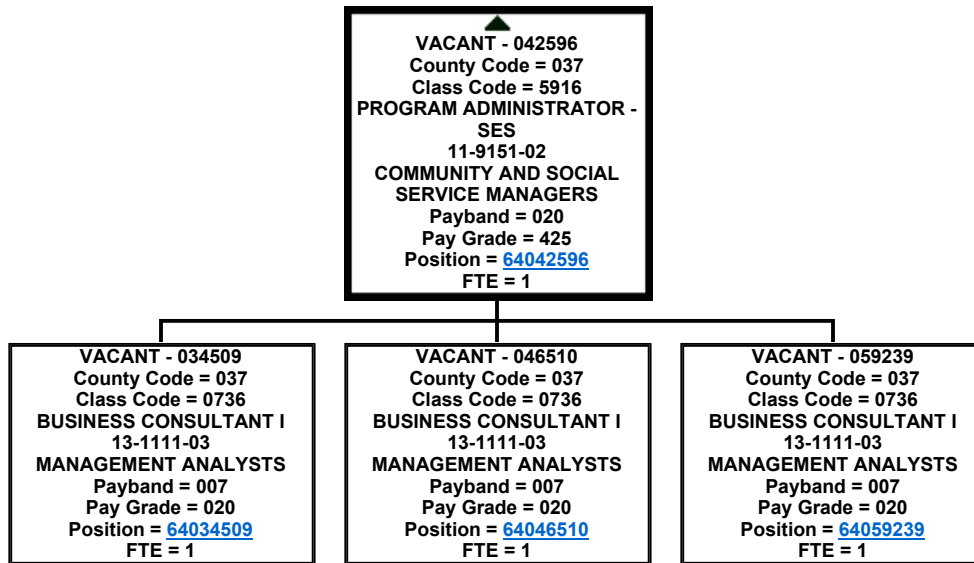 VACANT - 042596
County Code = 037
Class Code = 5916
PROGRAM ADMINISTRATOR -
SES
11-9151-02
COMMUNITY AND SOCIAL
SERVICE MANAGERS
Payband = 020
Pay Grade = 425
Position = 64042596
FTE = 1
VACANT - 034509
County Code = 037
Class Code = 0736
BUSINESS CONSULTANT I
13-1111-03
MANAGEMENT ANALYSTS
Payband = 007
Pay Grade = 020
Position = 64034509
FTE = 1
VACANT - 046510
County Code = 037
Class Code = 0736
BUSINESS CONSULTANT I
13-1111-03
MANAGEMENT ANALYSTS
Payband = 007
Pay Grade = 020
Position = 64046510
FTE = 1
VACANT - 059239
County Code = 037
Class Code = 0736
BUSINESS CONSULTANT I
13-1111-03
MANAGEMENT ANALYSTS
Payband = 007
Pay Grade = 020
Position = 64059239
FTE = 1